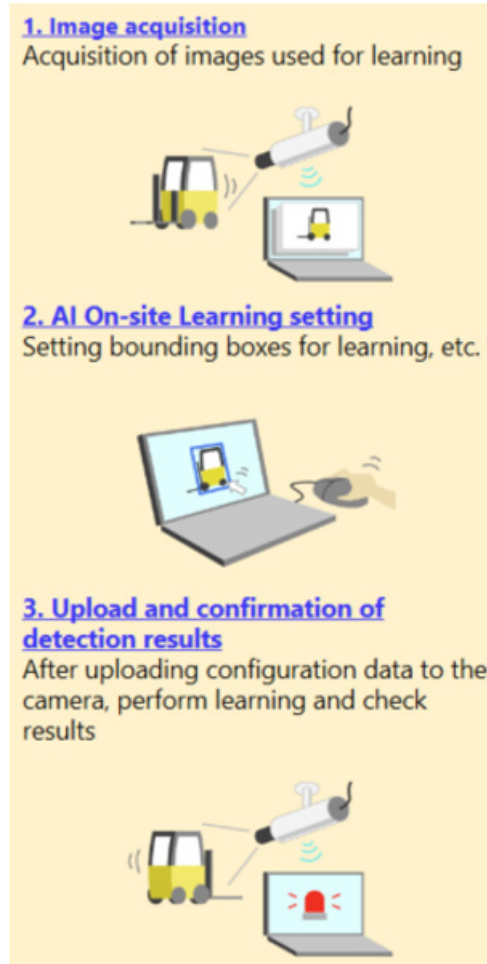 1. Image acquisition
Acquisition of images used for learning
2. AI On-site Learning setting
Setting bounding boxes for learning, etc.
3. Upload and confirmation of
detection results
After uploading configuration data to the
camera, perform learning and check
results